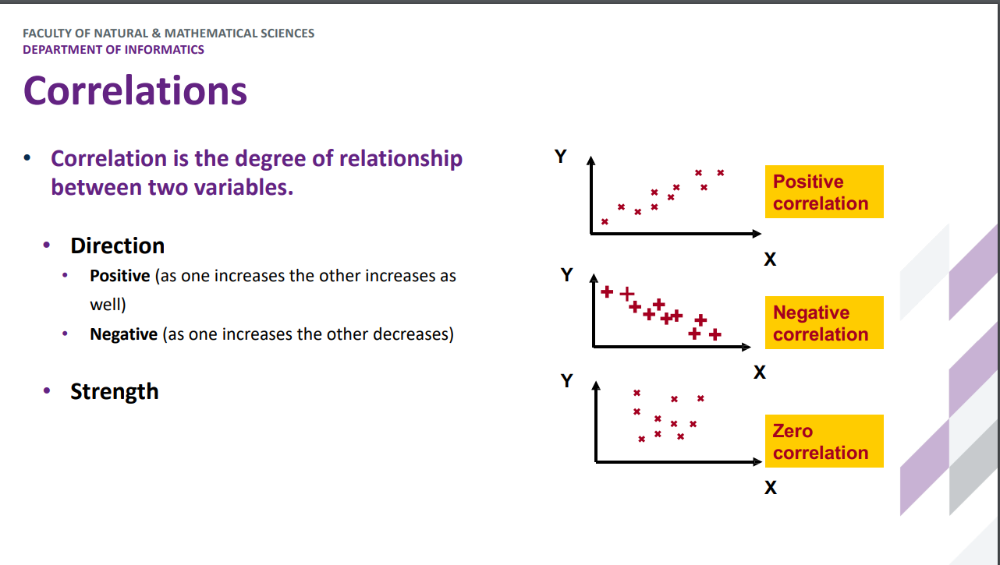 FACULTY OF NATURAL & MATHEMATICAL SCIENCES
DEPARTMENT OF INFORMATICS
Correlations
• Correlation is the degree of relationship
between two variables.
• Direction
• Positive (as one increases the other increases as
well)
• Negative (as one increases the other decreases)
• Strength
Y
Positive
correlation
X
Y
Negative
correlation
X
Y
Zero
correlation
X